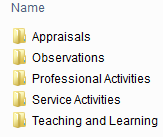 Name
Appraisals
Observations
Professional Activities
Service Activities
Teaching and Learning